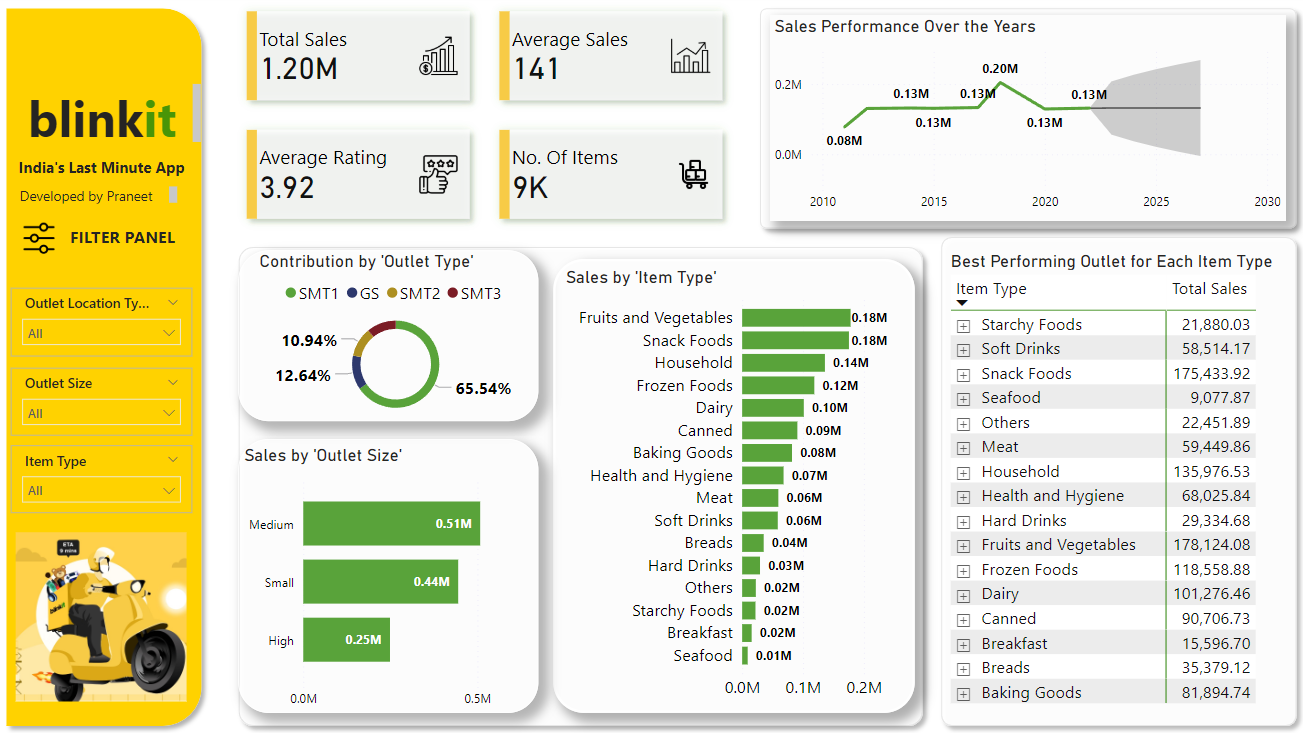 blinkit
India's Last Minute App
Developed by Praneet
FILTER PANEL
Outlet Location Ty...
All
Outlet Size
All
Item Type
All
ETA
9 mins
blinkit
Total Sales
1.20M
Average Sales
141
Average Rating
3.92
No. Of Items
9K
Sales Performance Over the Years
0.2M
0.0M
0.08M
0.13M
0.13M
0.13M
0.20M
0.13M
0.13M
2010 2015 2020 2025 2030
Contribution by 'Outlet Type'
SMT1 GS SMT2 SMT3
10.94%
12.64%
65.54%
Sales by 'Outlet Size'
Medium 0.51M
Small 0.44M
High 0.25M
0.0M 0.5M
Sales by 'Item Type'
Fruits and Vegetables 0.18M
Snack Foods 0.18M
Household 0.14M
Frozen Foods 0.12M
Dairy 0.10M
Canned 0.09M
Baking Goods 0.08M
Health and Hygiene 0.07M
Meat 0.06M
Soft Drinks 0.06M
Breads 0.04M
Hard Drinks 0.03M
Others 0.02M
Starchy Foods 0.02M
Breakfast 0.02M
Seafood 0.01M
0.0M 0.1M 0.2M
Best Performing Outlet for Each Item Type
Item Type Total Sales
Starchy Foods 21,880.03
Soft Drinks 58,514.17
Snack Foods 175,433.92
Seafood 9,077.87
Others 22,451.89
Meat 59,449.86
Household 135,976.53
Health and Hygiene 68,025.84
Hard Drinks 29,334.68
Fruits and Vegetables 178,124.08
Frozen Foods 118,558.88
Dairy 101,276.46
Canned 90,706.73
Breakfast 15,596.70
Breads 35,379.12
Baking Goods 81,894.74